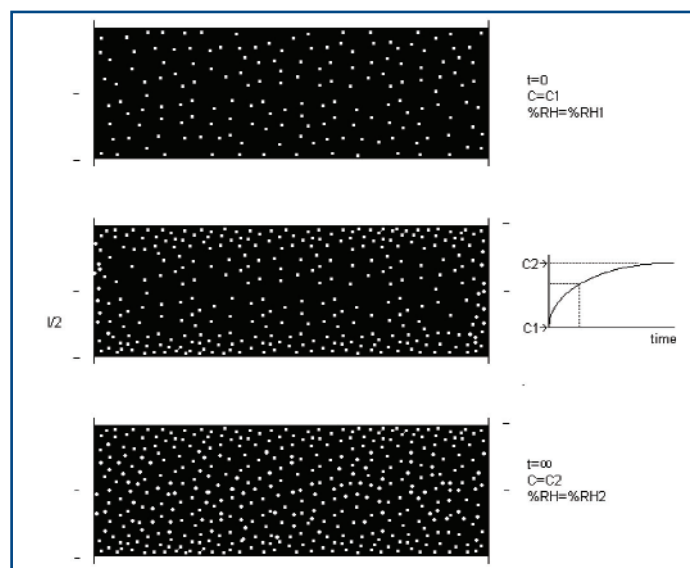 t=0
C=C1
%RH=%RH1
l/2
C2
C1
time
t=∞
C=C2
%RH=%RH2